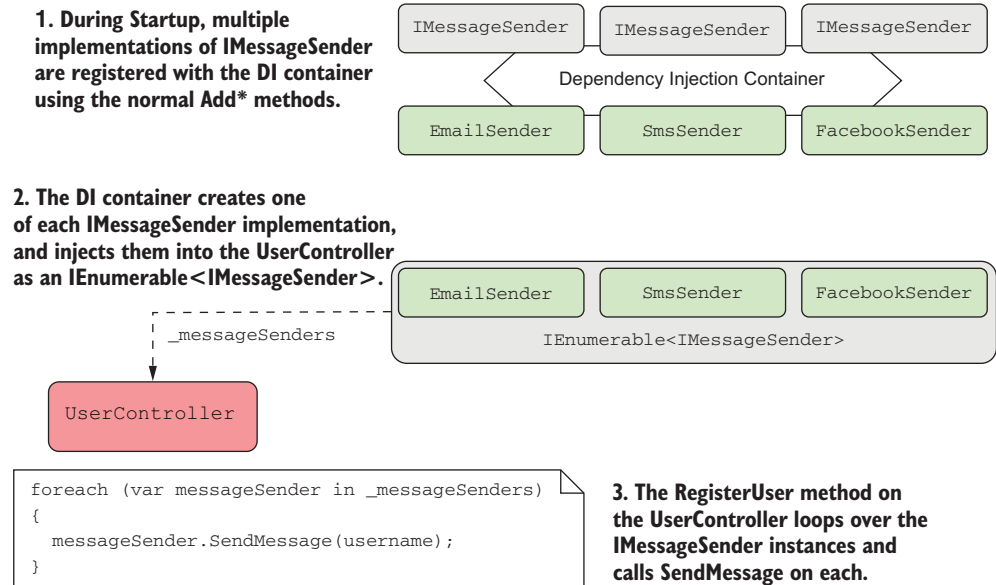 1. During Startup, multiple
implementations of IMessageSender
are registered with the DI container
using the normal Add* methods.
IMessageSender
IMessageSender
IMessageSender
Dependency Injection Container
EmailSender
SmsSender
FacebookSender
2. The DI container creates one
of each IMessageSender implementation,
and injects them into the UserController
as an IEnumerable<IMessageSender>.
EmailSender
SmsSender
FacebookSender
IEnumerable<IMessageSender>
_messageSenders
UserController
foreach (var messageSender in _messageSenders)
{
messageSender.SendMessage(username);
}
3. The RegisterUser method on
the UserController loops over the
IMessageSender instances and
calls SendMessage on each.